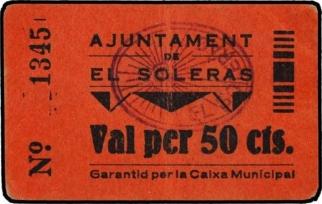 Nº 1345
AJUNTAMENT
DE
EL SOLERAS
Val per 50 cts.
Garantid per la Caixa Municipal